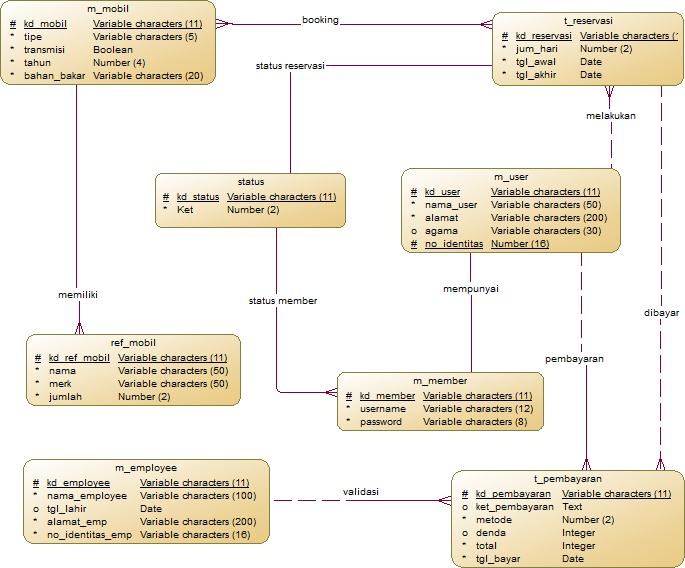 m_mobil
# kd_mobil Variable characters (11)
* tipe Variable characters (5)
* transmisi Boolean
* tahun Number (4)
* bahan_bakar Variable characters (20)
booking
t_reservasi
# kd_reservasi Variable characters (
* jum_hari Number (2)
* tgl_awal Date
* tgl_akhir Date
status reservasi
melakukan
status
# kd_status Variable characters (11)
* Ket Number (2)
m_user
# kd_user Variable characters (11)
* nama_user Variable characters (50)
* alamat Variable characters (200)
o agama Variable characters (30)
# no_identitas Number (16)
memiliki
status member
mempunyai
dibayar
pembayaran
ref_mobil
# kd_ref_mobil Variable characters (11)
* nama Variable characters (50)
* merk Variable characters (50)
* jumlah Number (2)
m_member
# kd_member Variable characters (11)
* username Variable characters (12)
* password Variable characters (8)
m_employee
# kd_employee Variable characters (11)
* nama_employee Variable characters (100)
o tgl_lahir Date
* alamat_emp Variable characters (200)
* no_identitas_emp Variable characters (16)
validasi
t_pembayaran
# kd_pembayaran Variable characters (11)
o ket_pembayaran Text
* metode Number (2)
o denda Integer
* total Integer
* tgl_bayar Date